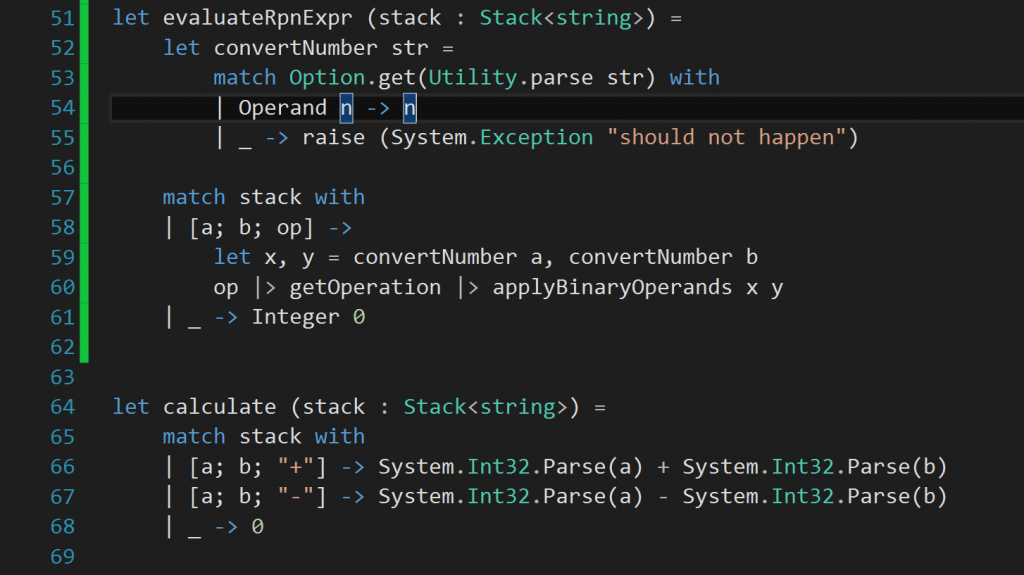 51 let evaluateRpnExpr (stack : Stack<string>) =
52     let convertNumber str =
53         match Option.get(Utility.parse str) with
54         | Operand n -> n
55         | _ -> raise (System.Exception "should not happen")
56
57     match stack with
58     | [a; b; op] ->
59         let x, y = convertNumber a, convertNumber b
60         op |> getOperation |> applyBinaryOperands x y
61     | _ -> Integer 0
62
63
64 let calculate (stack : Stack<string>) =
65     match stack with
66     | [a; b; "+"] -> System.Int32.Parse(a) + System.Int32.Parse(b)
67     | [a; b; "-"] -> System.Int32.Parse(a) - System.Int32.Parse(b)
68     | _ -> 0
69